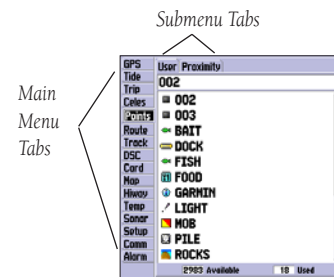 Submenu Tabs
Main
Menu
Tabs
GPS
Tide
Trip
Celes
Points
Route
Track
DSC
Card
Map
Hiway
Temp
Sonar
Setup
Comm
Alarm
User Proximity
002
002
003
BAIT
DOCK
FISH
FOOD
GARMIN
LIGHT
MOB
PILE
ROCKS
2983 Available 18 Used